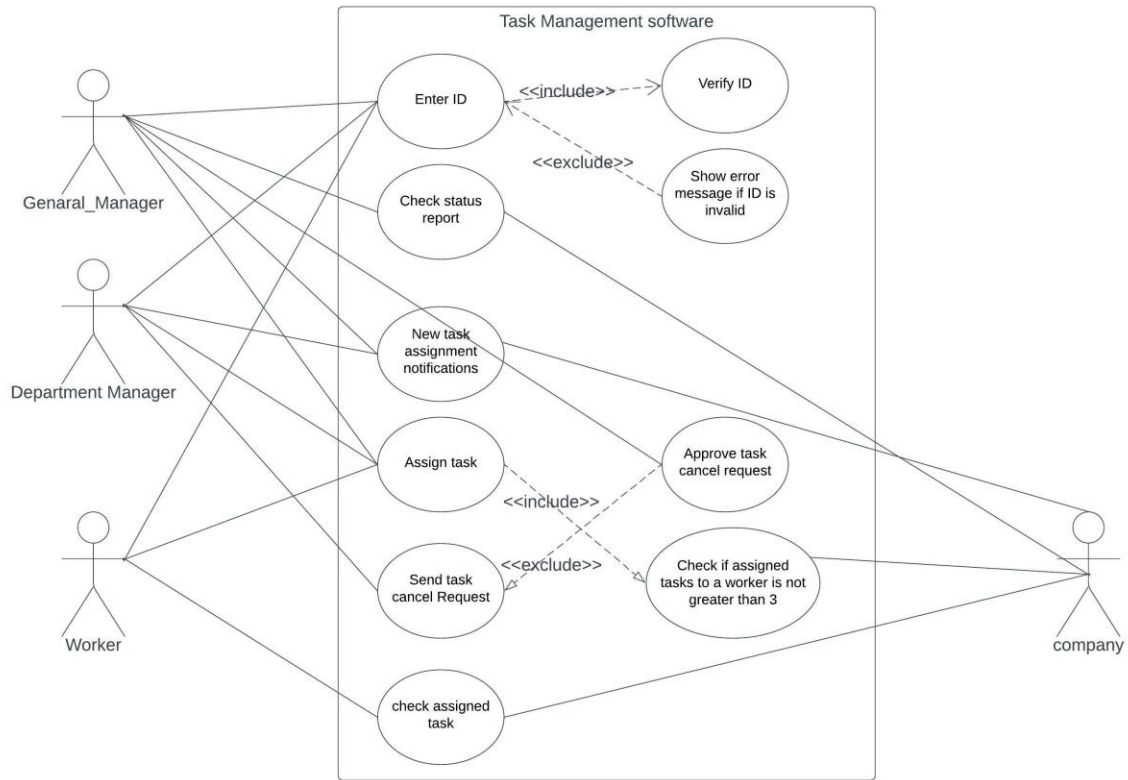 Task Management software
Enter ID
<<include>>
Verify ID
<<exclude>>
Show error
message if ID is
invalid
Genaral_Manager
Check status
report
New task
assignment
notifications
Department Manager
Assign task
Approve task
cancel request
<<include>>
<<exclude>>
Send task
cancel Request
Check if assigned
tasks to a worker is not
greater than 3
Worker
company
check assigned
task